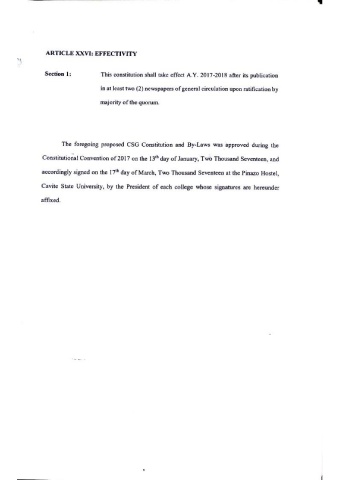 ARTICLE XXVI: EFFECTIVITY
Section 1: This constitution shall take effect A.Y. 2017-2018 after its publication
in at least two (2) newspapers of general circulation upon ratification by
majority of the quorum.
The foregoing proposed CSG Constitution and By-Laws was approved during the
Constitutional Convention of 2017 on the 13th day of January, Two Thousand Seventeen, and
accordingly signed on the 17th day of March, Two Thousand Seventeen at the Pinazo Hostel,
Cavite State University, by the President of each college whose signatures are hereunder
affixed.